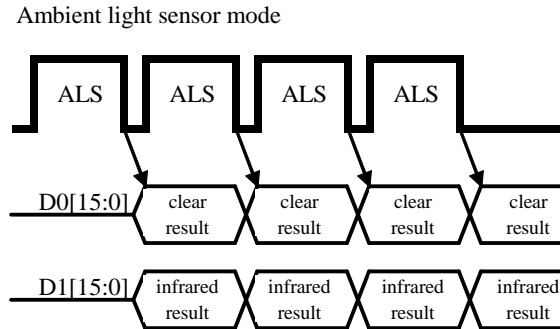 Ambient light sensor mode
ALS ALS ALS ALS
D0[15:0] clear clear clear clear
result result result result
D1[15:0] infrared infrared infrared infrared
result result result result